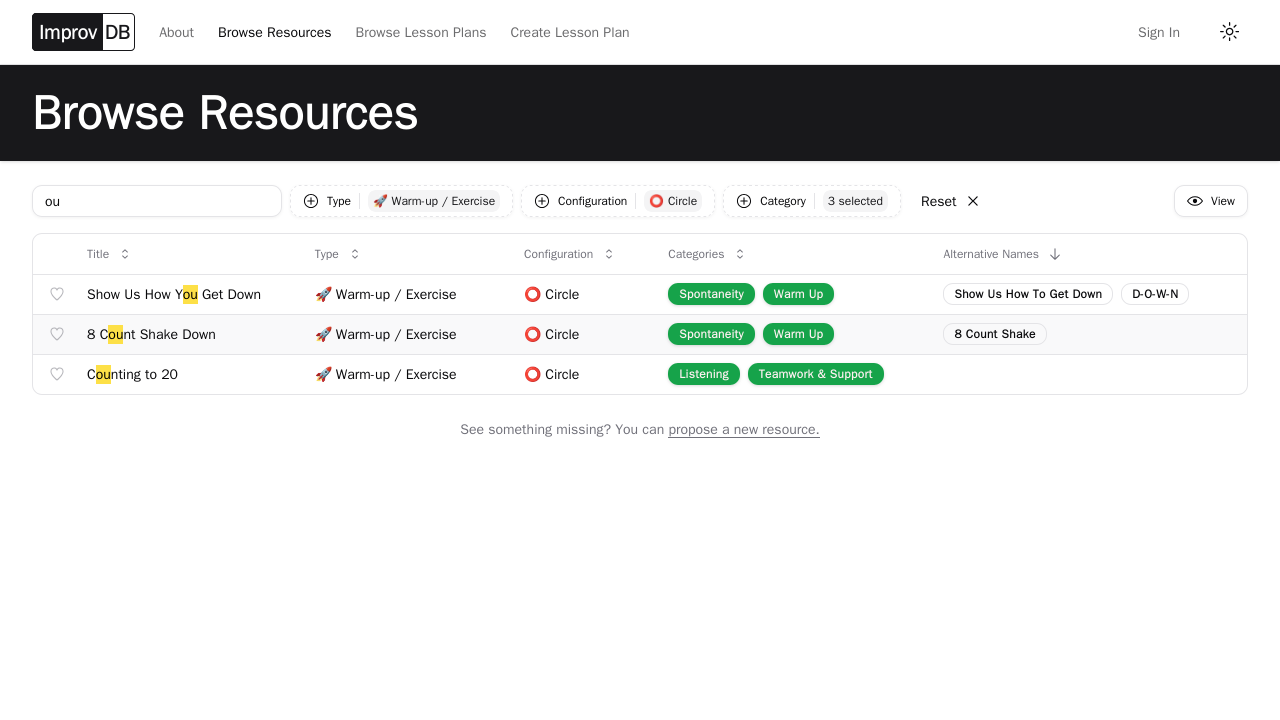 Improv DB About Browse Resources Browse Lesson Plans Create Lesson Plan Sign In
Browse Resources
ou Type 🚀 Warm-up / Exercise Configuration ⭕ Circle Category 3 selected Reset View
Title Type Configuration Categories Alternative Names
Show Us How You Get Down 🚀 Warm-up / Exercise ⭕ Circle Spontaneity Warm Up Show Us How To Get Down D-O-W-N
8 Count Shake Down 🚀 Warm-up / Exercise ⭕ Circle Spontaneity Warm Up 8 Count Shake
Counting to 20 🚀 Warm-up / Exercise ⭕ Circle Listening Teamwork & Support
See something missing? You can propose a new resource.